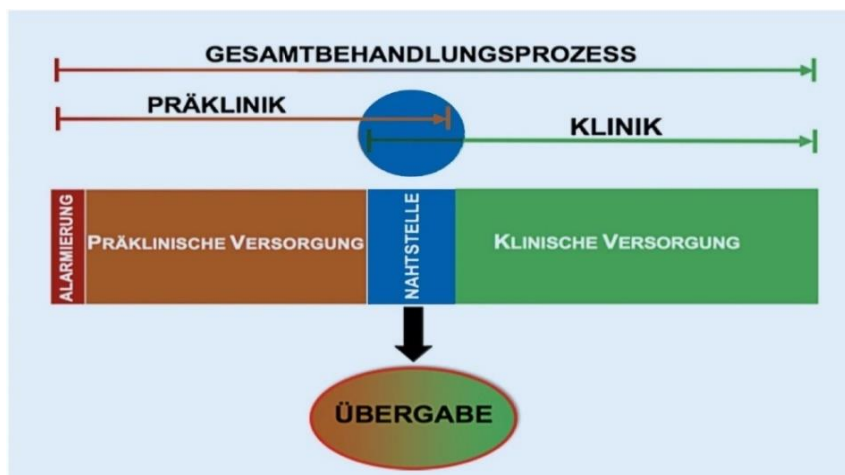 GESAMTBEHANDLUNGSPROZESS
PRÄKLINIK
KLINIK
ALARMIERUNG
PRÄKLINISCHE VERSORGUNG
NAHTSTELLE
KLINISCHE VERSORGUNG
ÜBERGABE